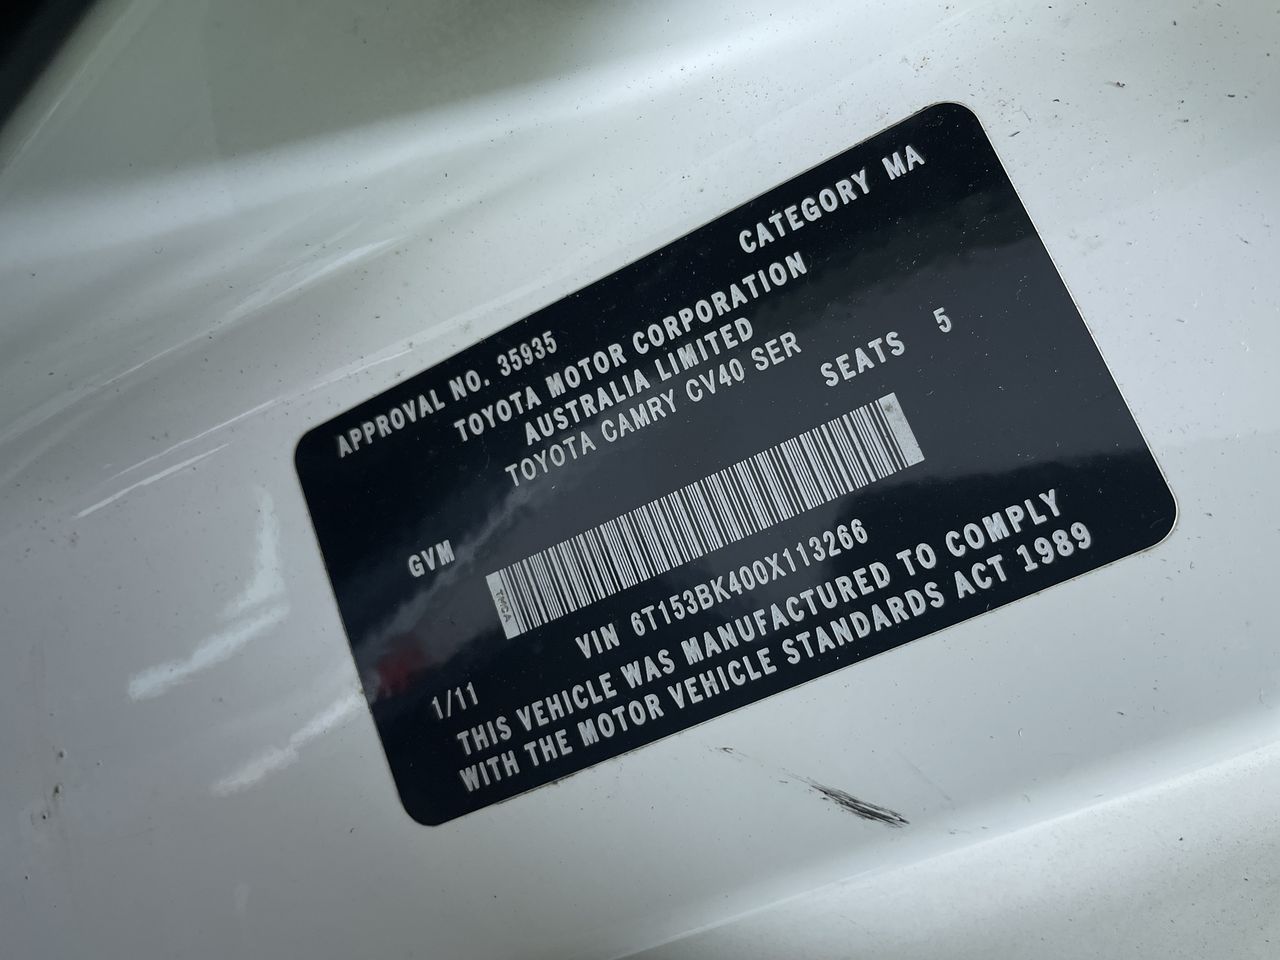 APPROVAL NO. 35935 CATEGORY MA
TOYOTA MOTOR CORPORATION
AUSTRALIA LIMITED
TOYOTA CAMRY CV40 SER
GVM SEATS 5
TMCA
VIN 6T153BK400X113266
1/11
THIS VEHICLE WAS MANUFACTURED TO COMPLY
WITH THE MOTOR VEHICLE STANDARDS ACT 1989